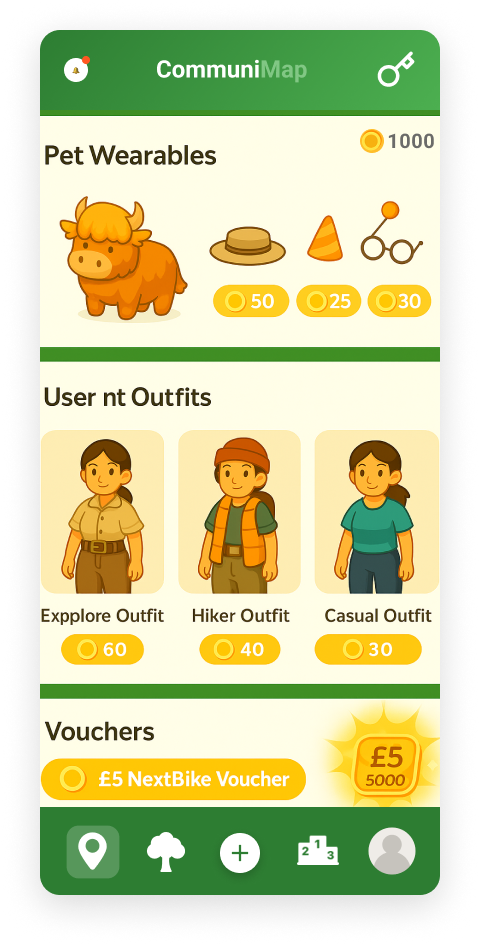 CommuniMap
1000
Pet Wearables
50 25 30
User nt Outfits
Expplore Outfit Hiker Outfit Casual Outfit
60 40 30
Vouchers
£5 NextBike Voucher
£5
5000
2 1 3